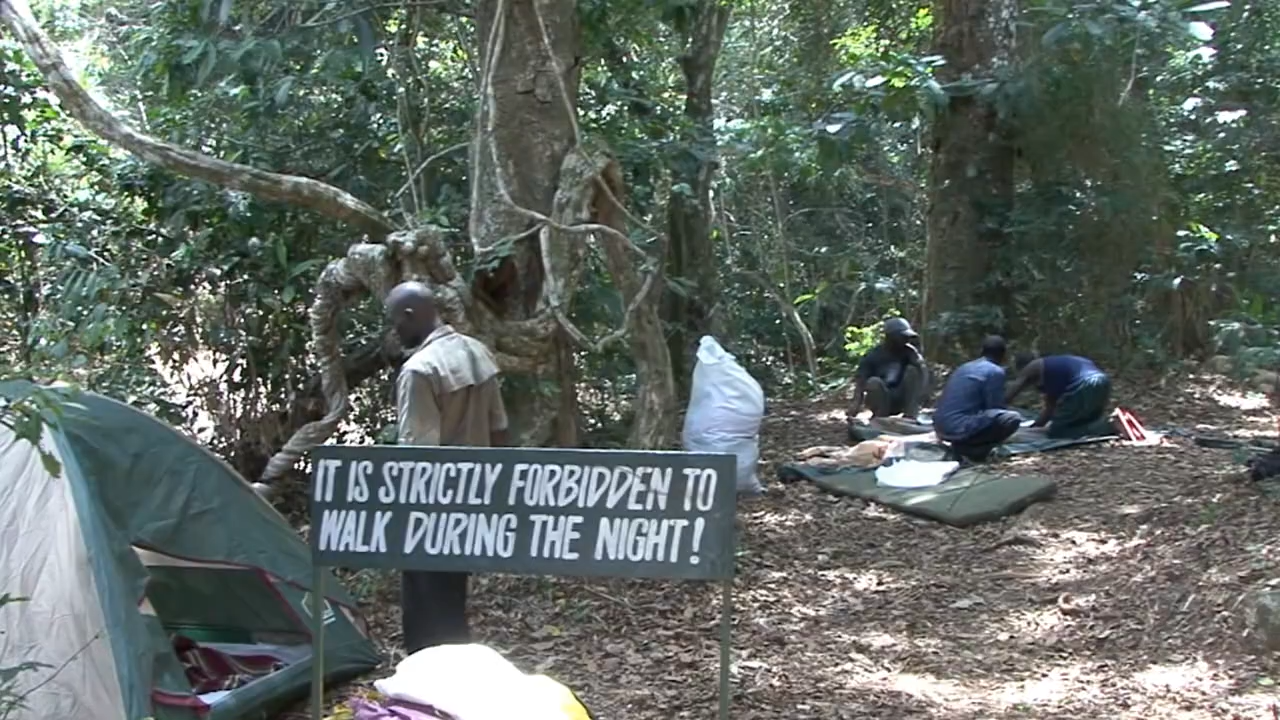 IT IS STRICTLY FORBIDDEN TO
WALK DURING THE NIGHT!